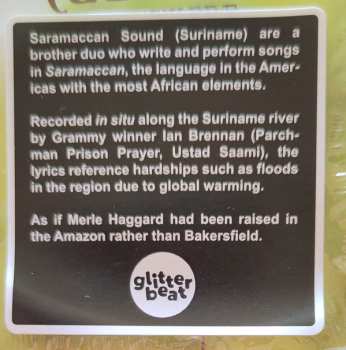 Saramaccan Sound (Suriname) are a
brother duo who write and perform songs
in Saramaccan, the language in the Amer-
icas with the most African elements.
Recorded in situ along the Suriname river
by Grammy winner Ian Brennan (Parch-
man Prison Prayer, Ustad Saami), the
lyrics reference hardships such as floods
in the region due to global warming.
As if Merle Haggard had been raised in
the Amazon rather than Bakersfield.
glitter
beat